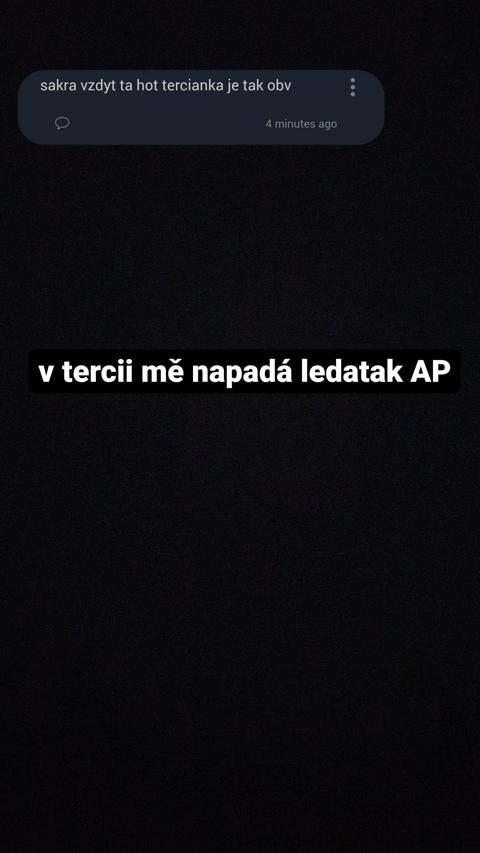 sakra vzdyt ta hot tercianka je tak obv
4 minutes ago
v tercii mě napadá ledatak AP